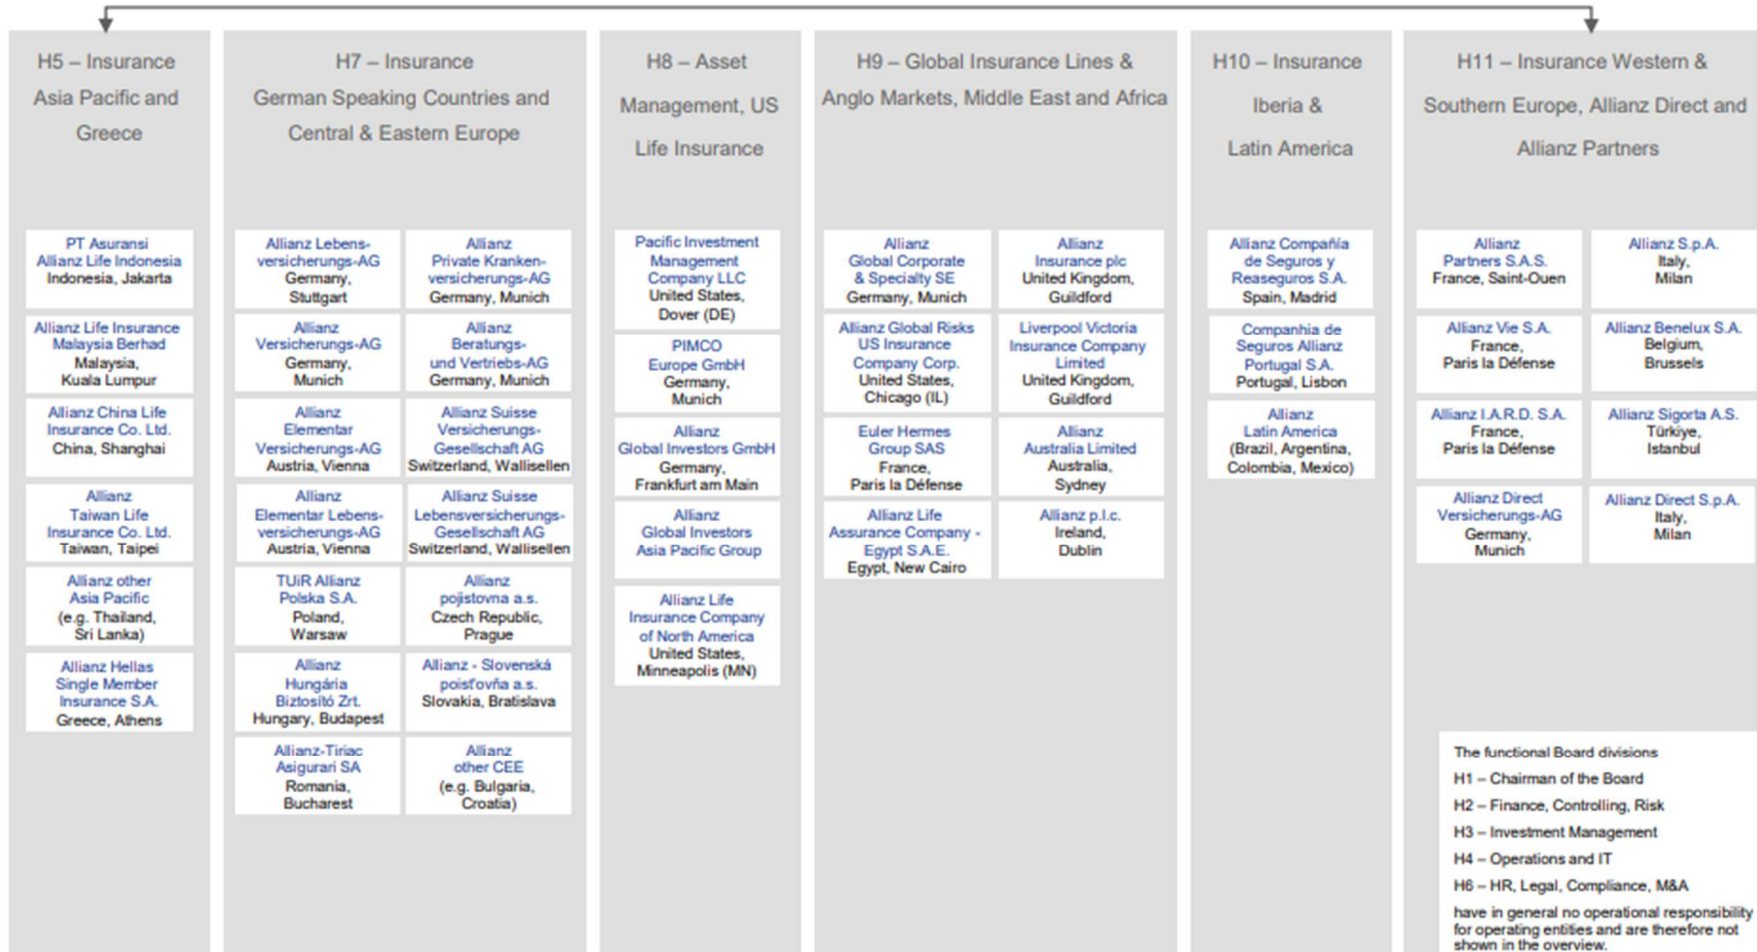 H5 – Insurance
Asia Pacific and
Greece
PT Asuransi
Allianz Life Indonesia
Indonesia, Jakarta
Allianz Life Insurance
Malaysia Berhad
Malaysia,
Kuala Lumpur
Allianz China Life
Insurance Co. Ltd.
China, Shanghai
Allianz
Taiwan Life
Insurance Co. Ltd.
Taiwan, Taipei
Allianz other
Asia Pacific
(e.g. Thailand,
Sri Lanka)
Allianz Hellas
Single Member
Insurance S.A.
Greece, Athens
H7 – Insurance
German Speaking Countries and
Central & Eastern Europe
Allianz Lebens-
versicherungs-AG
Germany,
Stuttgart
Allianz
Private Kranken-
versicherungs-AG
Germany, Munich
Allianz
Versicherungs-AG
Germany,
Munich
Allianz
Beratungs-
und Vertriebs-AG
Germany, Munich
Allianz
Elementar
Versicherungs-AG
Austria, Vienna
Allianz Suisse
Versicherungs-
Gesellschaft AG
Switzerland, Wallisellen
Allianz
Elementar Lebens-
versicherungs-AG
Austria, Vienna
Allianz Suisse
Lebensversicherungs-
Gesellschaft AG
Switzerland, Wallisellen
TUiR Allianz
Polska S.A.
Poland,
Warsaw
Allianz
pojistovna a.s.
Czech Republic,
Prague
Allianz
Hungária
Biztosító Zrt.
Hungary, Budapest
Allianz - Slovenská
poisťovňa a.s.
Slovakia, Bratislava
Allianz-Tiriac
Asigurari SA
Romania,
Bucharest
Allianz
other CEE
(e.g. Bulgaria,
Croatia)
H8 – Asset
Management, US
Life Insurance
Pacific Investment
Management
Company LLC
United States,
Dover (DE)
PIMCO
Europe GmbH
Germany,
Munich
Allianz
Global Investors GmbH
Germany,
Frankfurt am Main
Allianz
Global Investors
Asia Pacific Group
Allianz Life
Insurance Company
of North America
United States,
Minneapolis (MN)
H9 – Global Insurance Lines &
Anglo Markets, Middle East and Africa
Allianz
Global Corporate
& Specialty SE
Germany, Munich
Allianz
Insurance plc
United Kingdom,
Guildford
Allianz Global Risks
US Insurance
Company Corp.
United States,
Chicago (IL)
Liverpool Victoria
Insurance Company
Limited
United Kingdom,
Guildford
Euler Hermes
Group SAS
France,
Paris la Défense
Allianz
Australia Limited
Australia,
Sydney
Allianz Life
Assurance Company -
Egypt S.A.E.
Egypt, New Cairo
Allianz p.l.c.
Ireland,
Dublin
H10 – Insurance
Iberia &
Latin America
Allianz Compañía
de Seguros y
Reaseguros S.A.
Spain, Madrid
Companhia de
Seguros Allianz
Portugal S.A.
Portugal, Lisbon
Allianz
Latin America
(Brazil, Argentina,
Colombia, Mexico)
H11 – Insurance Western &
Southern Europe, Allianz Direct and
Allianz Partners
Allianz
Partners S.A.S.
France, Saint-Ouen
Allianz S.p.A.
Italy,
Milan
Allianz Vie S.A.
France,
Paris la Défense
Allianz Benelux S.A.
Belgium,
Brussels
Allianz I.A.R.D. S.A.
France,
Paris la Défense
Allianz Sigorta A.S.
Türkiye,
Istanbul
Allianz Direct
Versicherungs-AG
Germany,
Munich
Allianz Direct S.p.A.
Italy,
Milan
The functional Board divisions
H1 – Chairman of the Board
H2 – Finance, Controlling, Risk
H3 – Investment Management
H4 – Operations and IT
H6 – HR, Legal, Compliance, M&A
have in general no operational responsibility
for operating entities and are therefore not
shown in the overview.